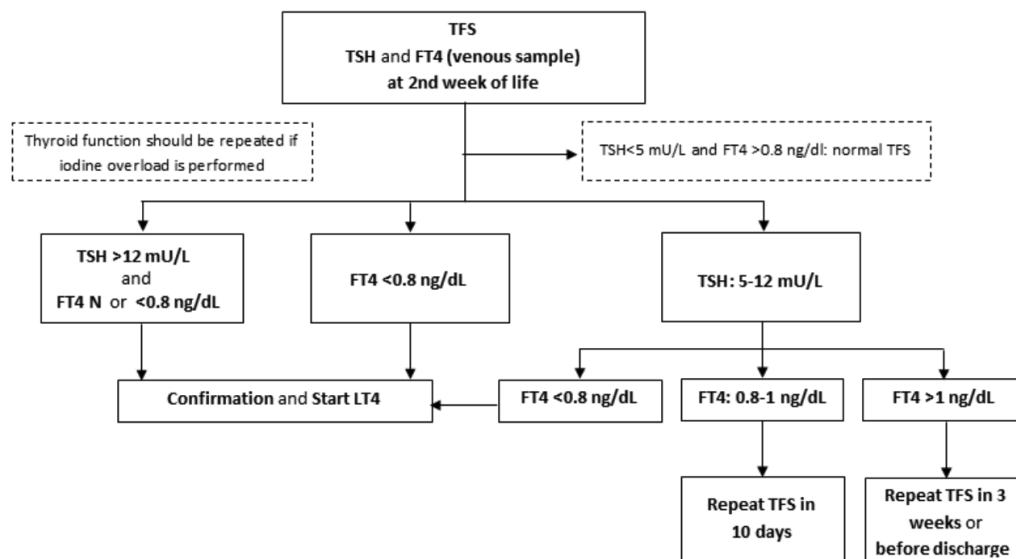 TFS
TSH and FT4 (venous sample)
at 2nd week of life
Thyroid function should be repeated if
iodine overload is performed
TSH<5 mU/L and FT4 >0.8 ng/dl: normal TFS
TSH >12 mU/L
and
FT4 N or <0.8 ng/dL
FT4 <0.8 ng/dL
TSH: 5-12 mU/L
Confirmation and Start LT4
FT4 <0.8 ng/dL
FT4: 0.8-1 ng/dL
FT4 >1 ng/dL
Repeat TFS in
10 days
Repeat TFS in 3
weeks or
before discharge